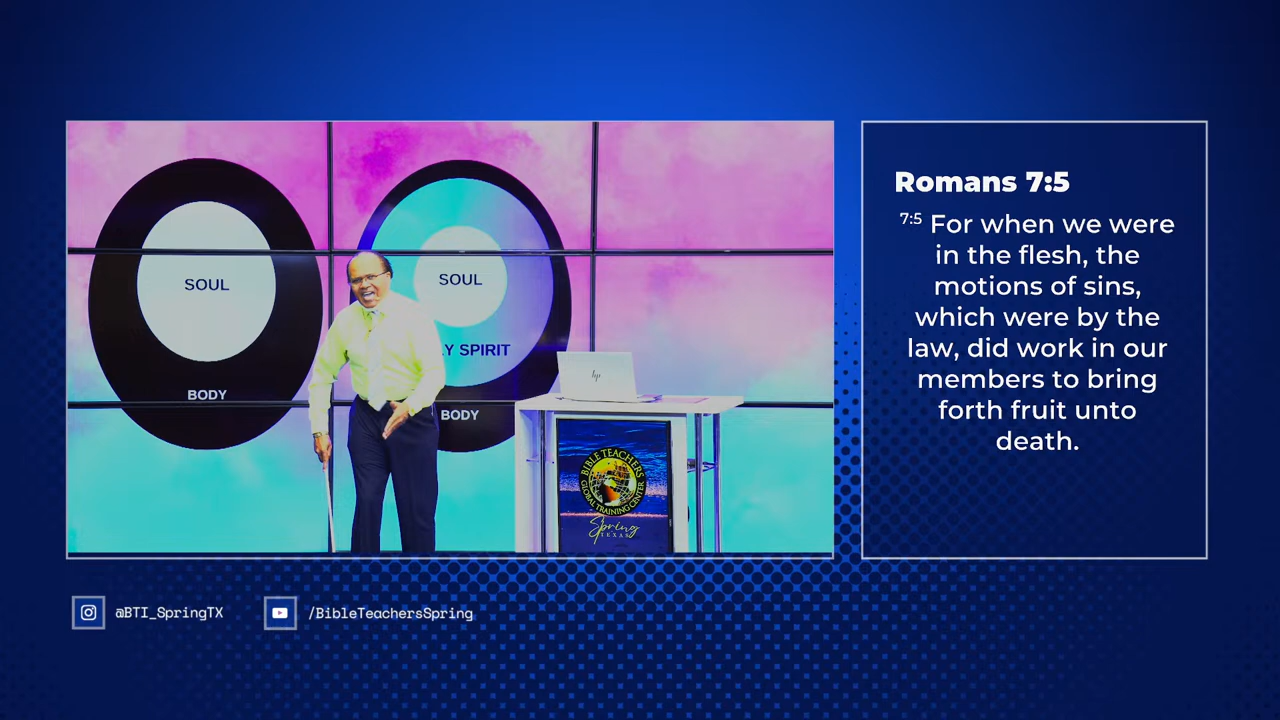 SOUL
SOUL
LY SPIRIT
BODY
BODY
hp
BIBLE TEACHERS
GLOBAL TRAINING CENTER
Spring
TEXAS
Romans 7:5
7:5 For when we were
in the flesh, the
motions of sins,
which were by the
law, did work in our
members to bring
forth fruit unto
death.
@BTI_SpringTX
/BibleTeachersSpring